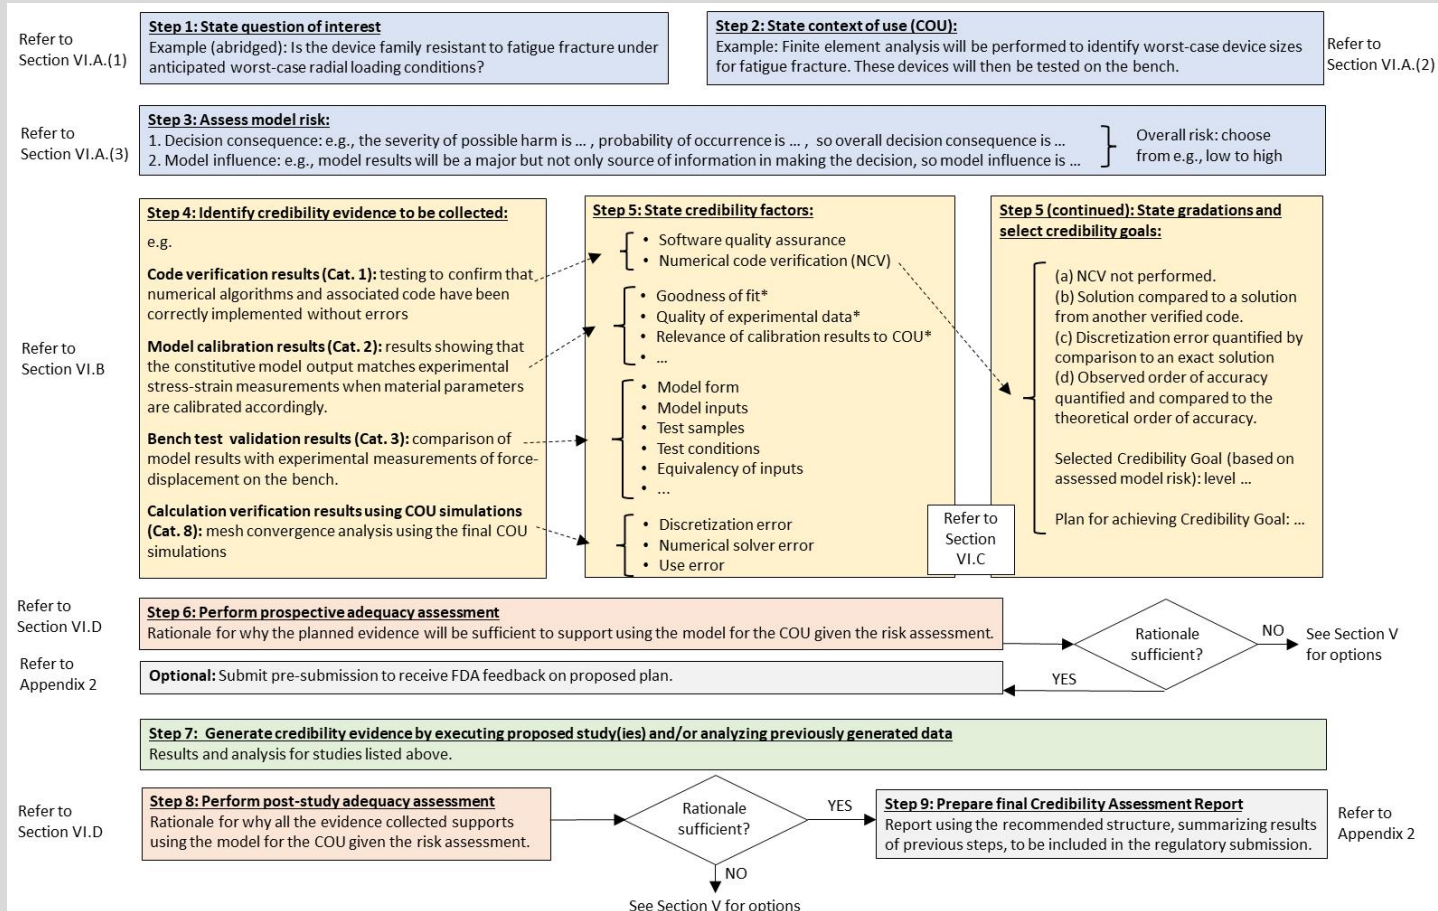 Refer to
Section VI.A.(1)
Step 1: State question of interest
Example (abridged): Is the device family resistant to fatigue fracture under
anticipated worst-case radial loading conditions?
Step 2: State context of use (COU):
Example: Finite element analysis will be performed to identify worst-case device sizes
for fatigue fracture. These devices will then be tested on the bench.
Refer to
Section VI.A.(2)
Refer to
Section VI.A.(3)
Step 3: Assess model risk:
1. Decision consequence: e.g., the severity of possible harm is ... , probability of occurrence is ... , so overall decision consequence is ...
2. Model influence: e.g., model results will be a major but not only source of information in making the decision, so model influence is ...
Overall risk: choose
from e.g., low to high
Refer to
Section VI.B
Step 4: Identify credibility evidence to be collected:
e.g.
Code verification results (Cat. 1): testing to confirm that
numerical algorithms and associated code have been
correctly implemented without errors
Model calibration results (Cat. 2): results showing that
the constitutive model output matches experimental
stress-strain measurements when material parameters
are calibrated accordingly.
Bench test validation results (Cat. 3): comparison of
model results with experimental measurements of force-
displacement on the bench.
Calculation verification results using COU simulations
(Cat. 8): mesh convergence analysis using the final COU
simulations
Step 5: State credibility factors:
• Software quality assurance
• Numerical code verification (NCV)
• Goodness of fit*
• Quality of experimental data*
• Relevance of calibration results to COU*
• ...
• Model form
• Model inputs
• Test samples
• Test conditions
• Equivalency of inputs
• ...
• Discretization error
• Numerical solver error
• Use error
Refer to
Section
VI.C
Step 5 (continued): State gradations and
select credibility goals:
(a) NCV not performed.
(b) Solution compared to a solution
from another verified code.
(c) Discretization error quantified by
comparison to an exact solution
(d) Observed order of accuracy
quantified and compared to the
theoretical order of accuracy.
Selected Credibility Goal (based on
assessed model risk): level ...
Plan for achieving Credibility Goal: ...
Refer to
Section VI.D
Step 6: Perform prospective adequacy assessment
Rationale for why the planned evidence will be sufficient to support using the model for the COU given the risk assessment.
Rationale
sufficient?
NO
See Section V
for options
YES
Refer to
Appendix 2
Optional: Submit pre-submission to receive FDA feedback on proposed plan.
Step 7: Generate credibility evidence by executing proposed study(ies) and/or analyzing previously generated data
Results and analysis for studies listed above.
Refer to
Section VI.D
Step 8: Perform post-study adequacy assessment
Rationale for why all the evidence collected supports
using the model for the COU given the risk assessment.
Rationale
sufficient?
YES
NO
See Section V for options
Step 9: Prepare final Credibility Assessment Report
Report using the recommended structure, summarizing results
of previous steps, to be included in the regulatory submission.
Refer to
Appendix 2